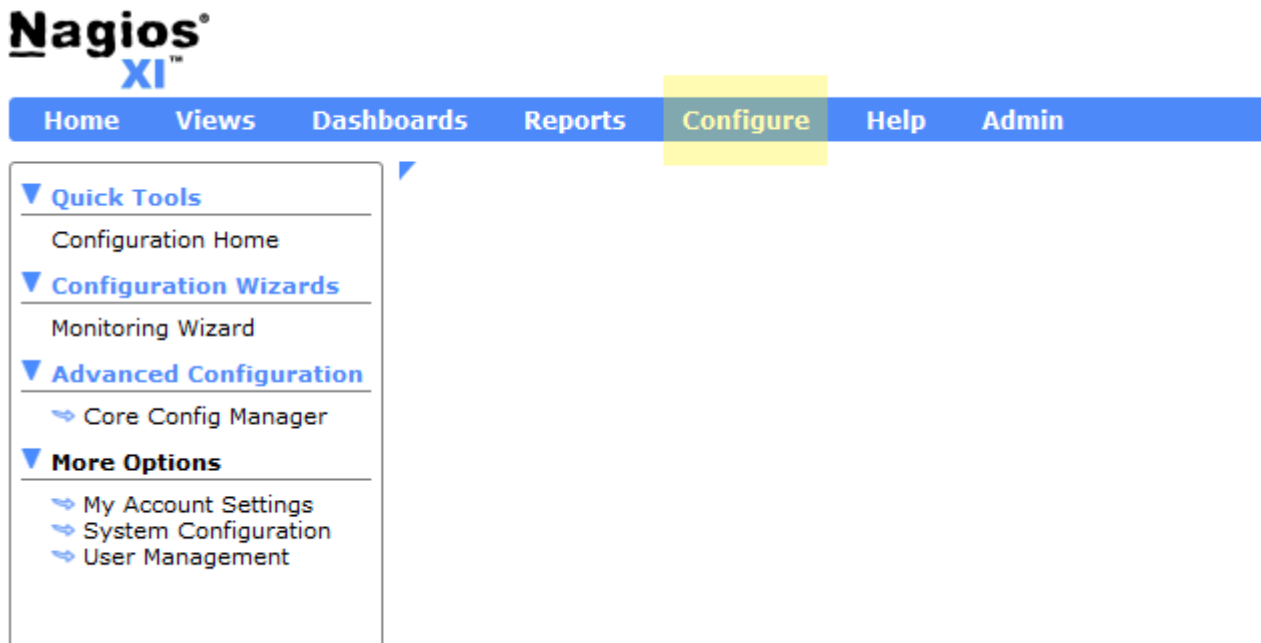 Nagios®
XI™
Home Views Dashboards Reports Configure Help Admin
Quick Tools
Configuration Home
Configuration Wizards
Monitoring Wizard
Advanced Configuration
Core Config Manager
More Options
My Account Settings
System Configuration
User Management